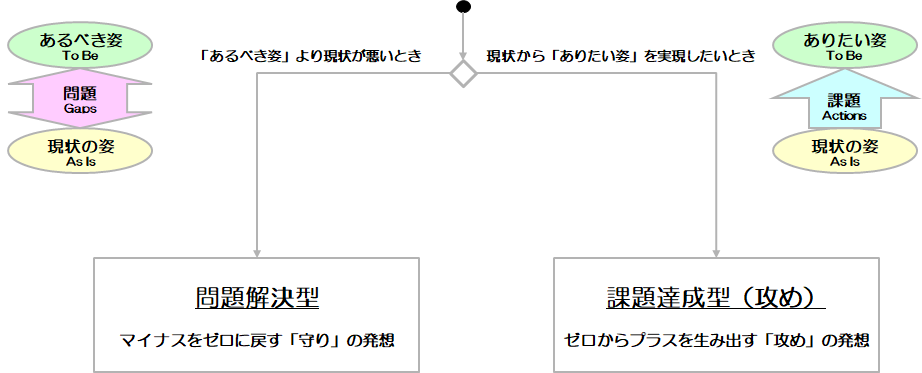 あるべき姿
To Be
問題
Gaps
現状の姿
As Is
「あるべき姿」より現状が悪いとき
現状から「ありたい姿」を実現したいとき
ありたい姿
To Be
課題
Actions
現状の姿
As Is
問題解決型
マイナスをゼロに戻す「守り」の発想
課題達成型（攻め）
ゼロからプラスを生み出す「攻め」の発想